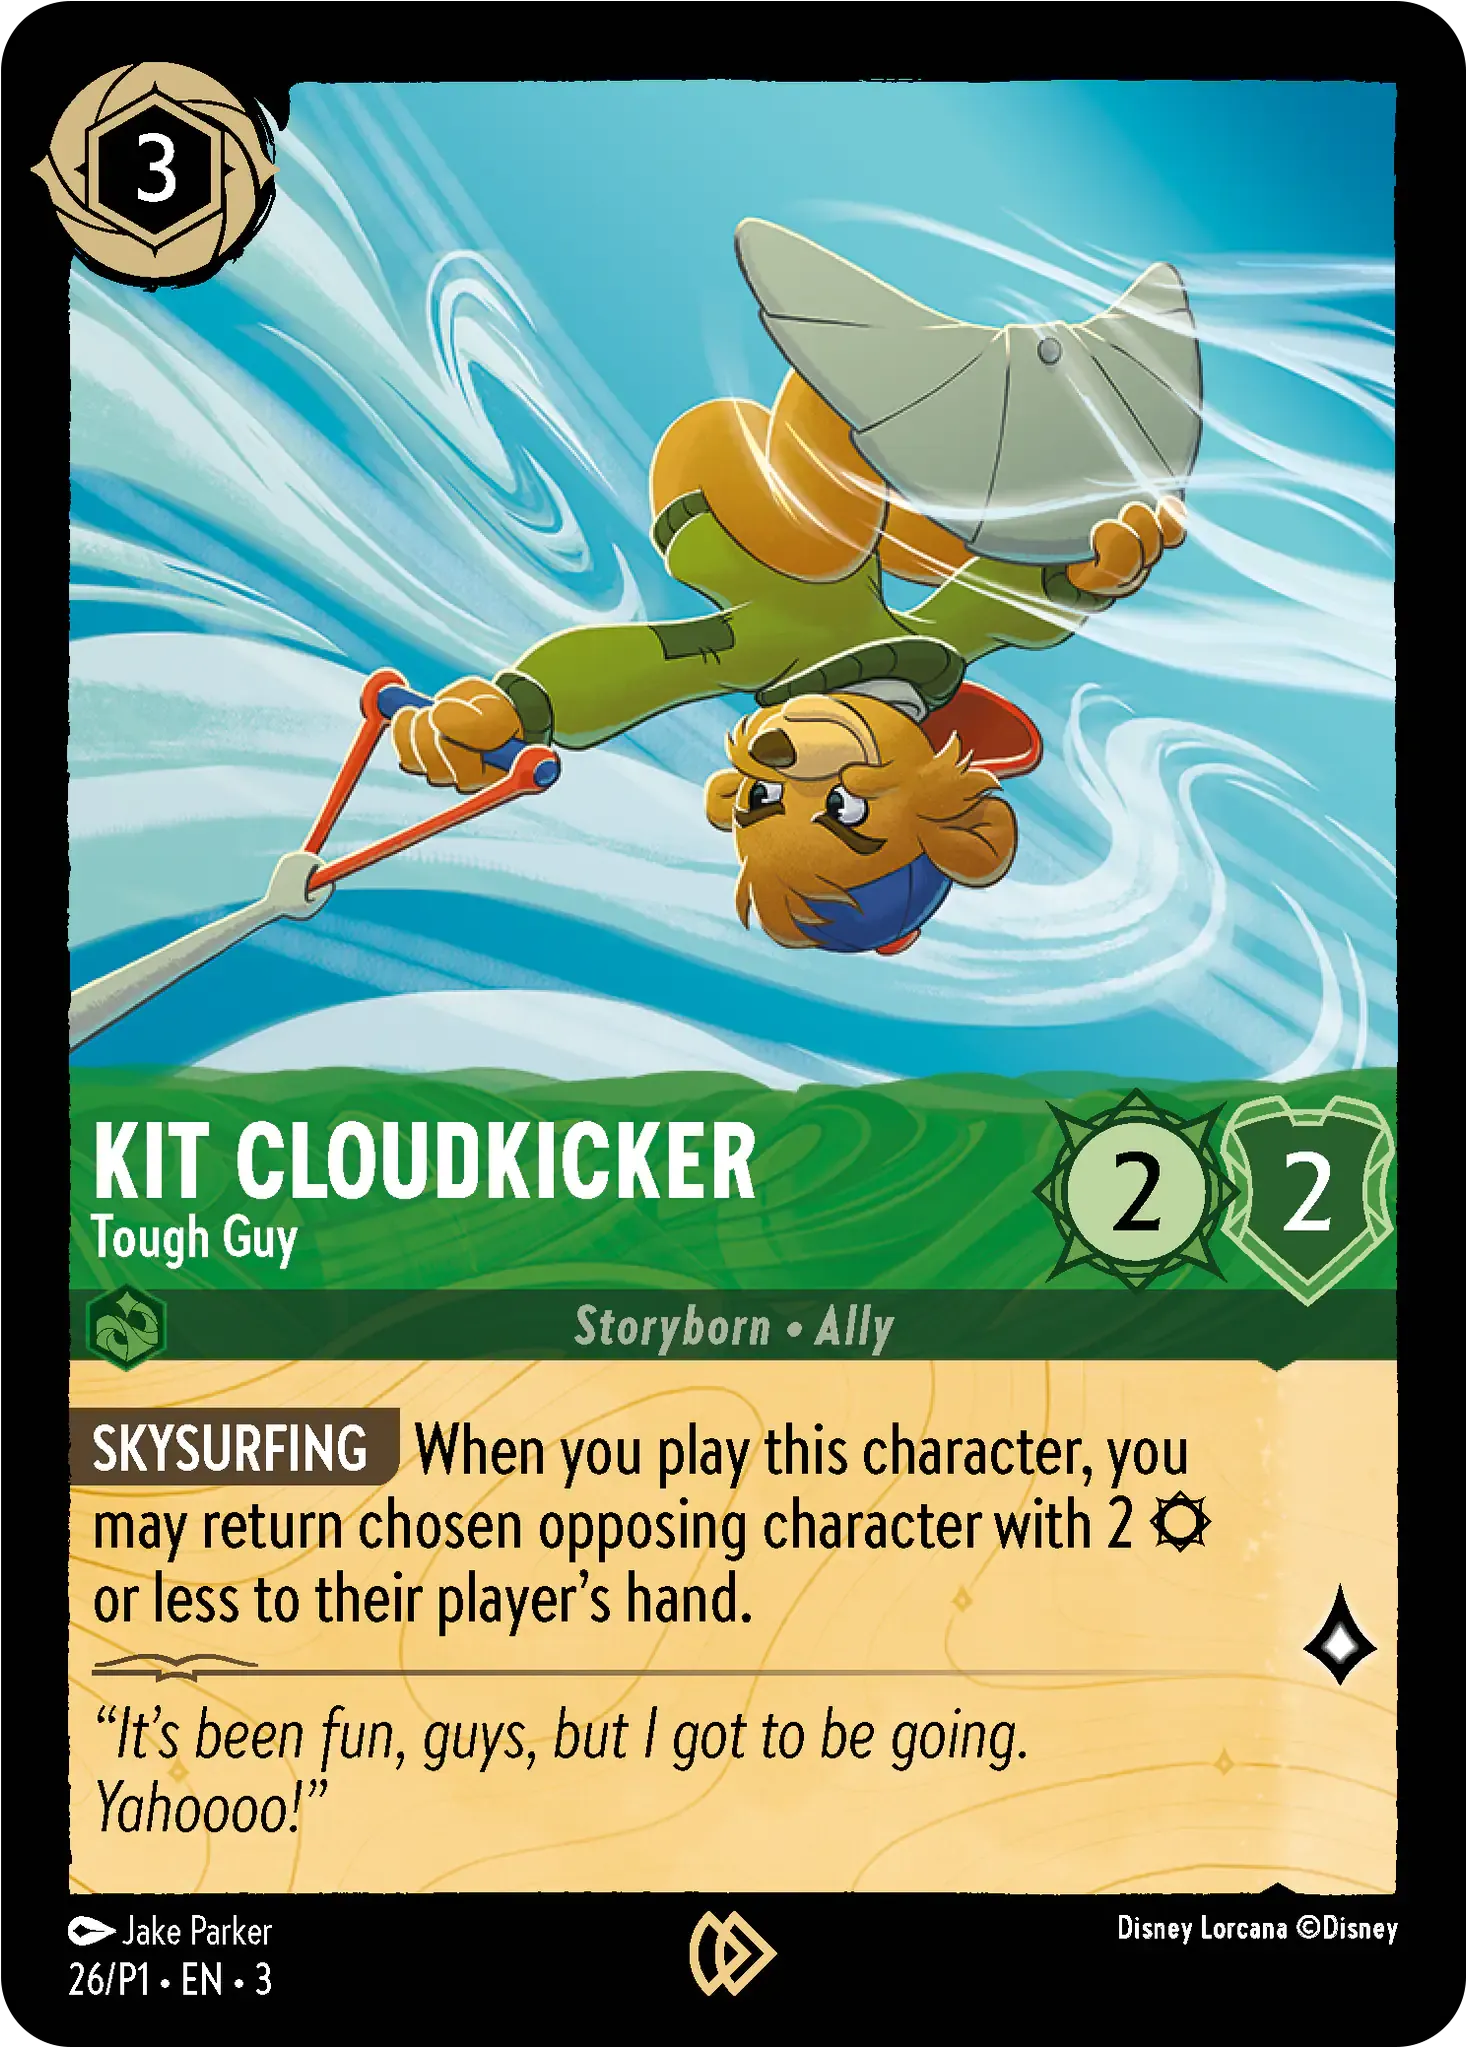 3
KIT CLOUDKICKER
Tough Guy
2
2
Storyborn • Ally
SKYSURFING When you play this character, you
may return chosen opposing character with 2
or less to their player’s hand.
“It’s been fun, guys, but I got to be going.
Yahoooo!”
Jake Parker
Disney Lorcana ©Disney
26/P1 • EN • 3